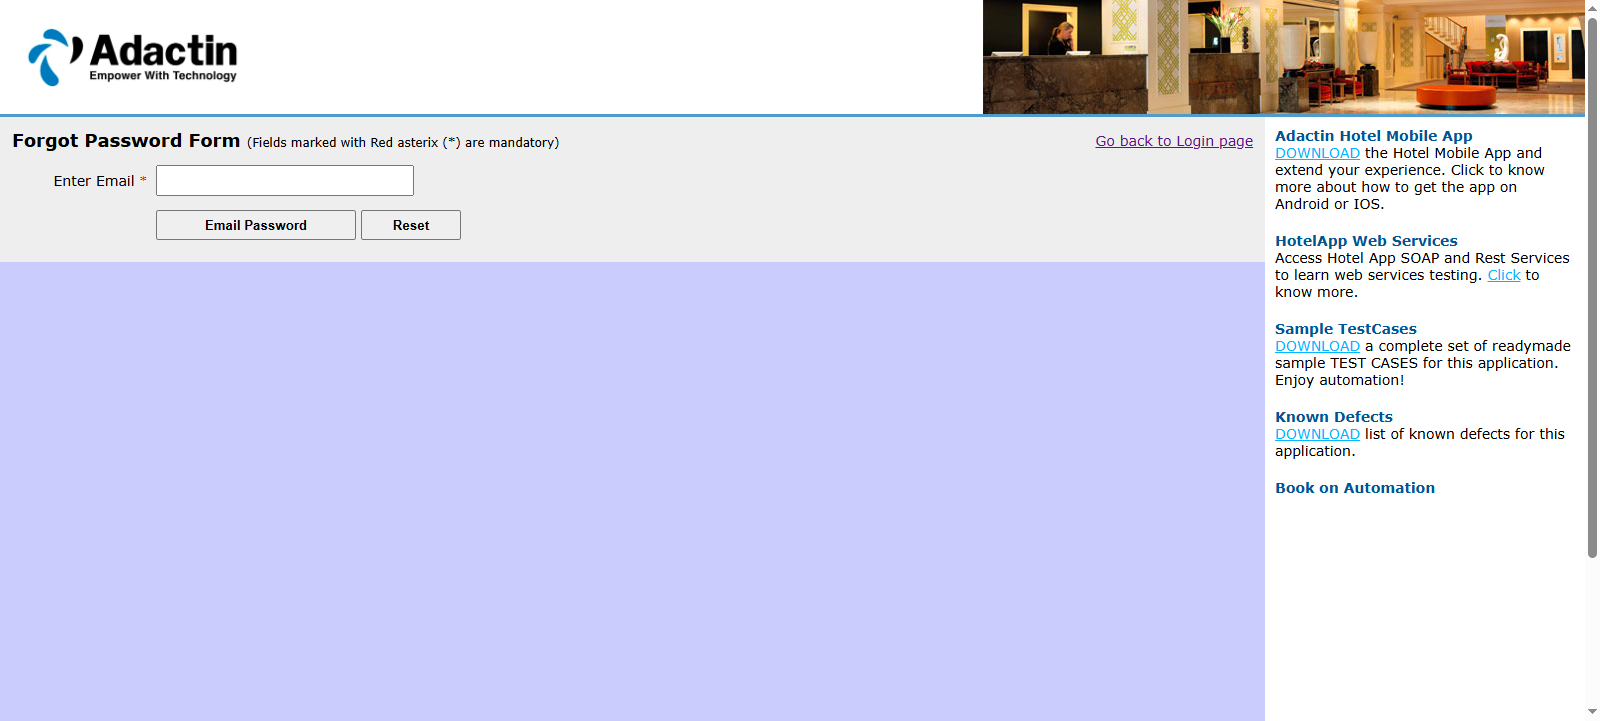 Adactin
Empower With Technology
Forgot Password Form (Fields marked with Red asterix (*) are mandatory)
Go back to Login page
Enter Email *
Email Password
Reset
Adactin Hotel Mobile App
DOWNLOAD the Hotel Mobile App and
extend your experience. Click to know
more about how to get the app on
Android or IOS.
HotelApp Web Services
Access Hotel App SOAP and Rest Services
to learn web services testing. Click to
know more.
Sample TestCases
DOWNLOAD a complete set of readymade
sample TEST CASES for this application.
Enjoy automation!
Known Defects
DOWNLOAD list of known defects for this
application.
Book on Automation